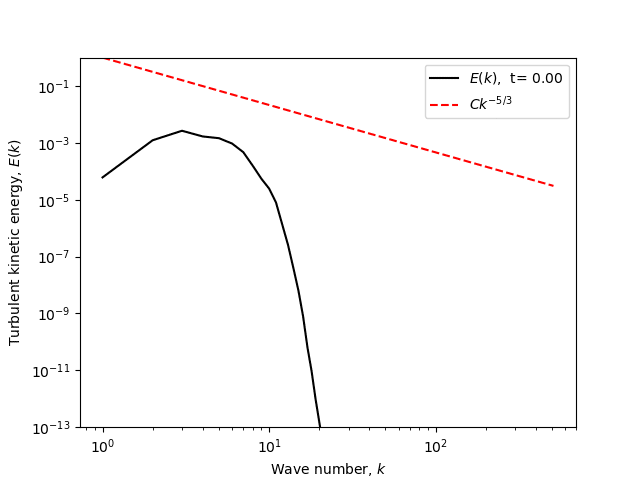 E(k), t= 0.00
Ck^{-5/3}
Turbulent kinetic energy, E(k)
10^{-1}
10^{-3}
10^{-5}
10^{-7}
10^{-9}
10^{-11}
10^{-13}
10^0 10^1 10^2
Wave number, k